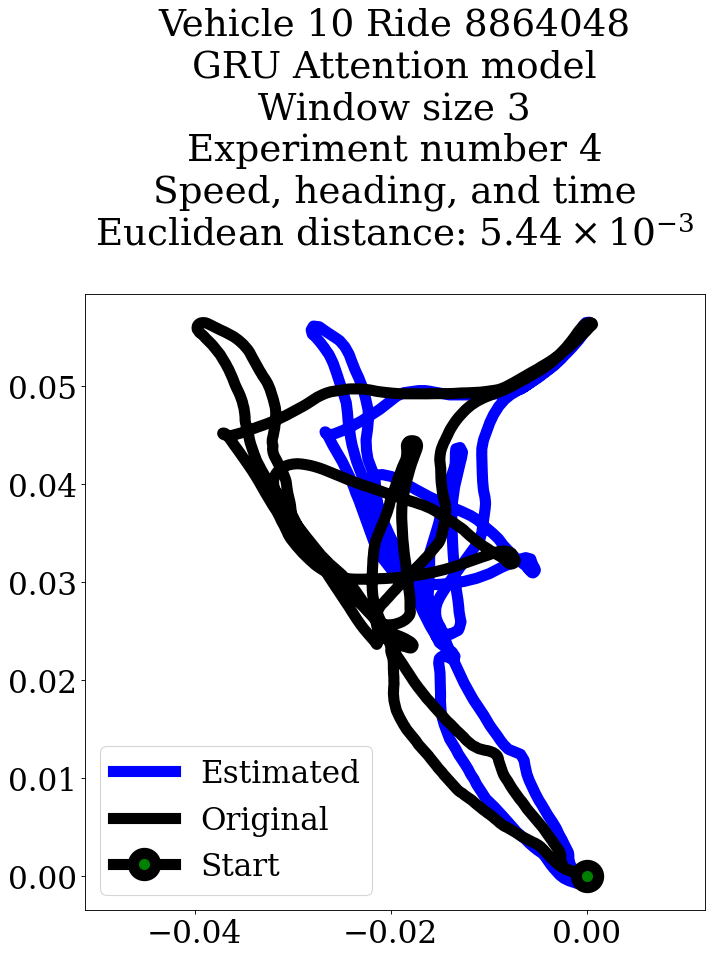 Vehicle 10 Ride 8864048
GRU Attention model
Window size 3
Experiment number 4
Speed, heading, and time
Euclidean distance: 5.44 × 10⁻³
0.05
0.04
0.03
0.02
0.01
0.00
Estimated
Original
Start
−0.04 −0.02 0.00